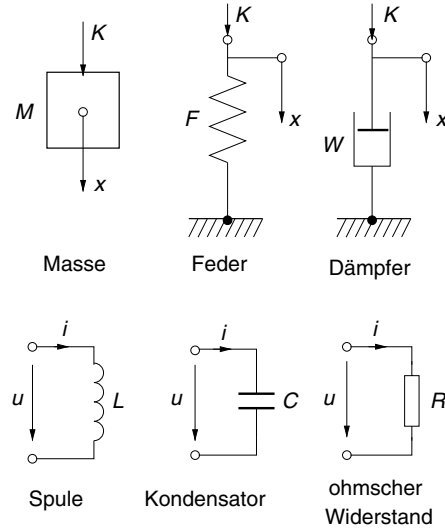 K K K
M F W
x x x
Masse Feder Dämpfer
i i i
u L u C u R
Spule Kondensator ohmscher
Widerstand